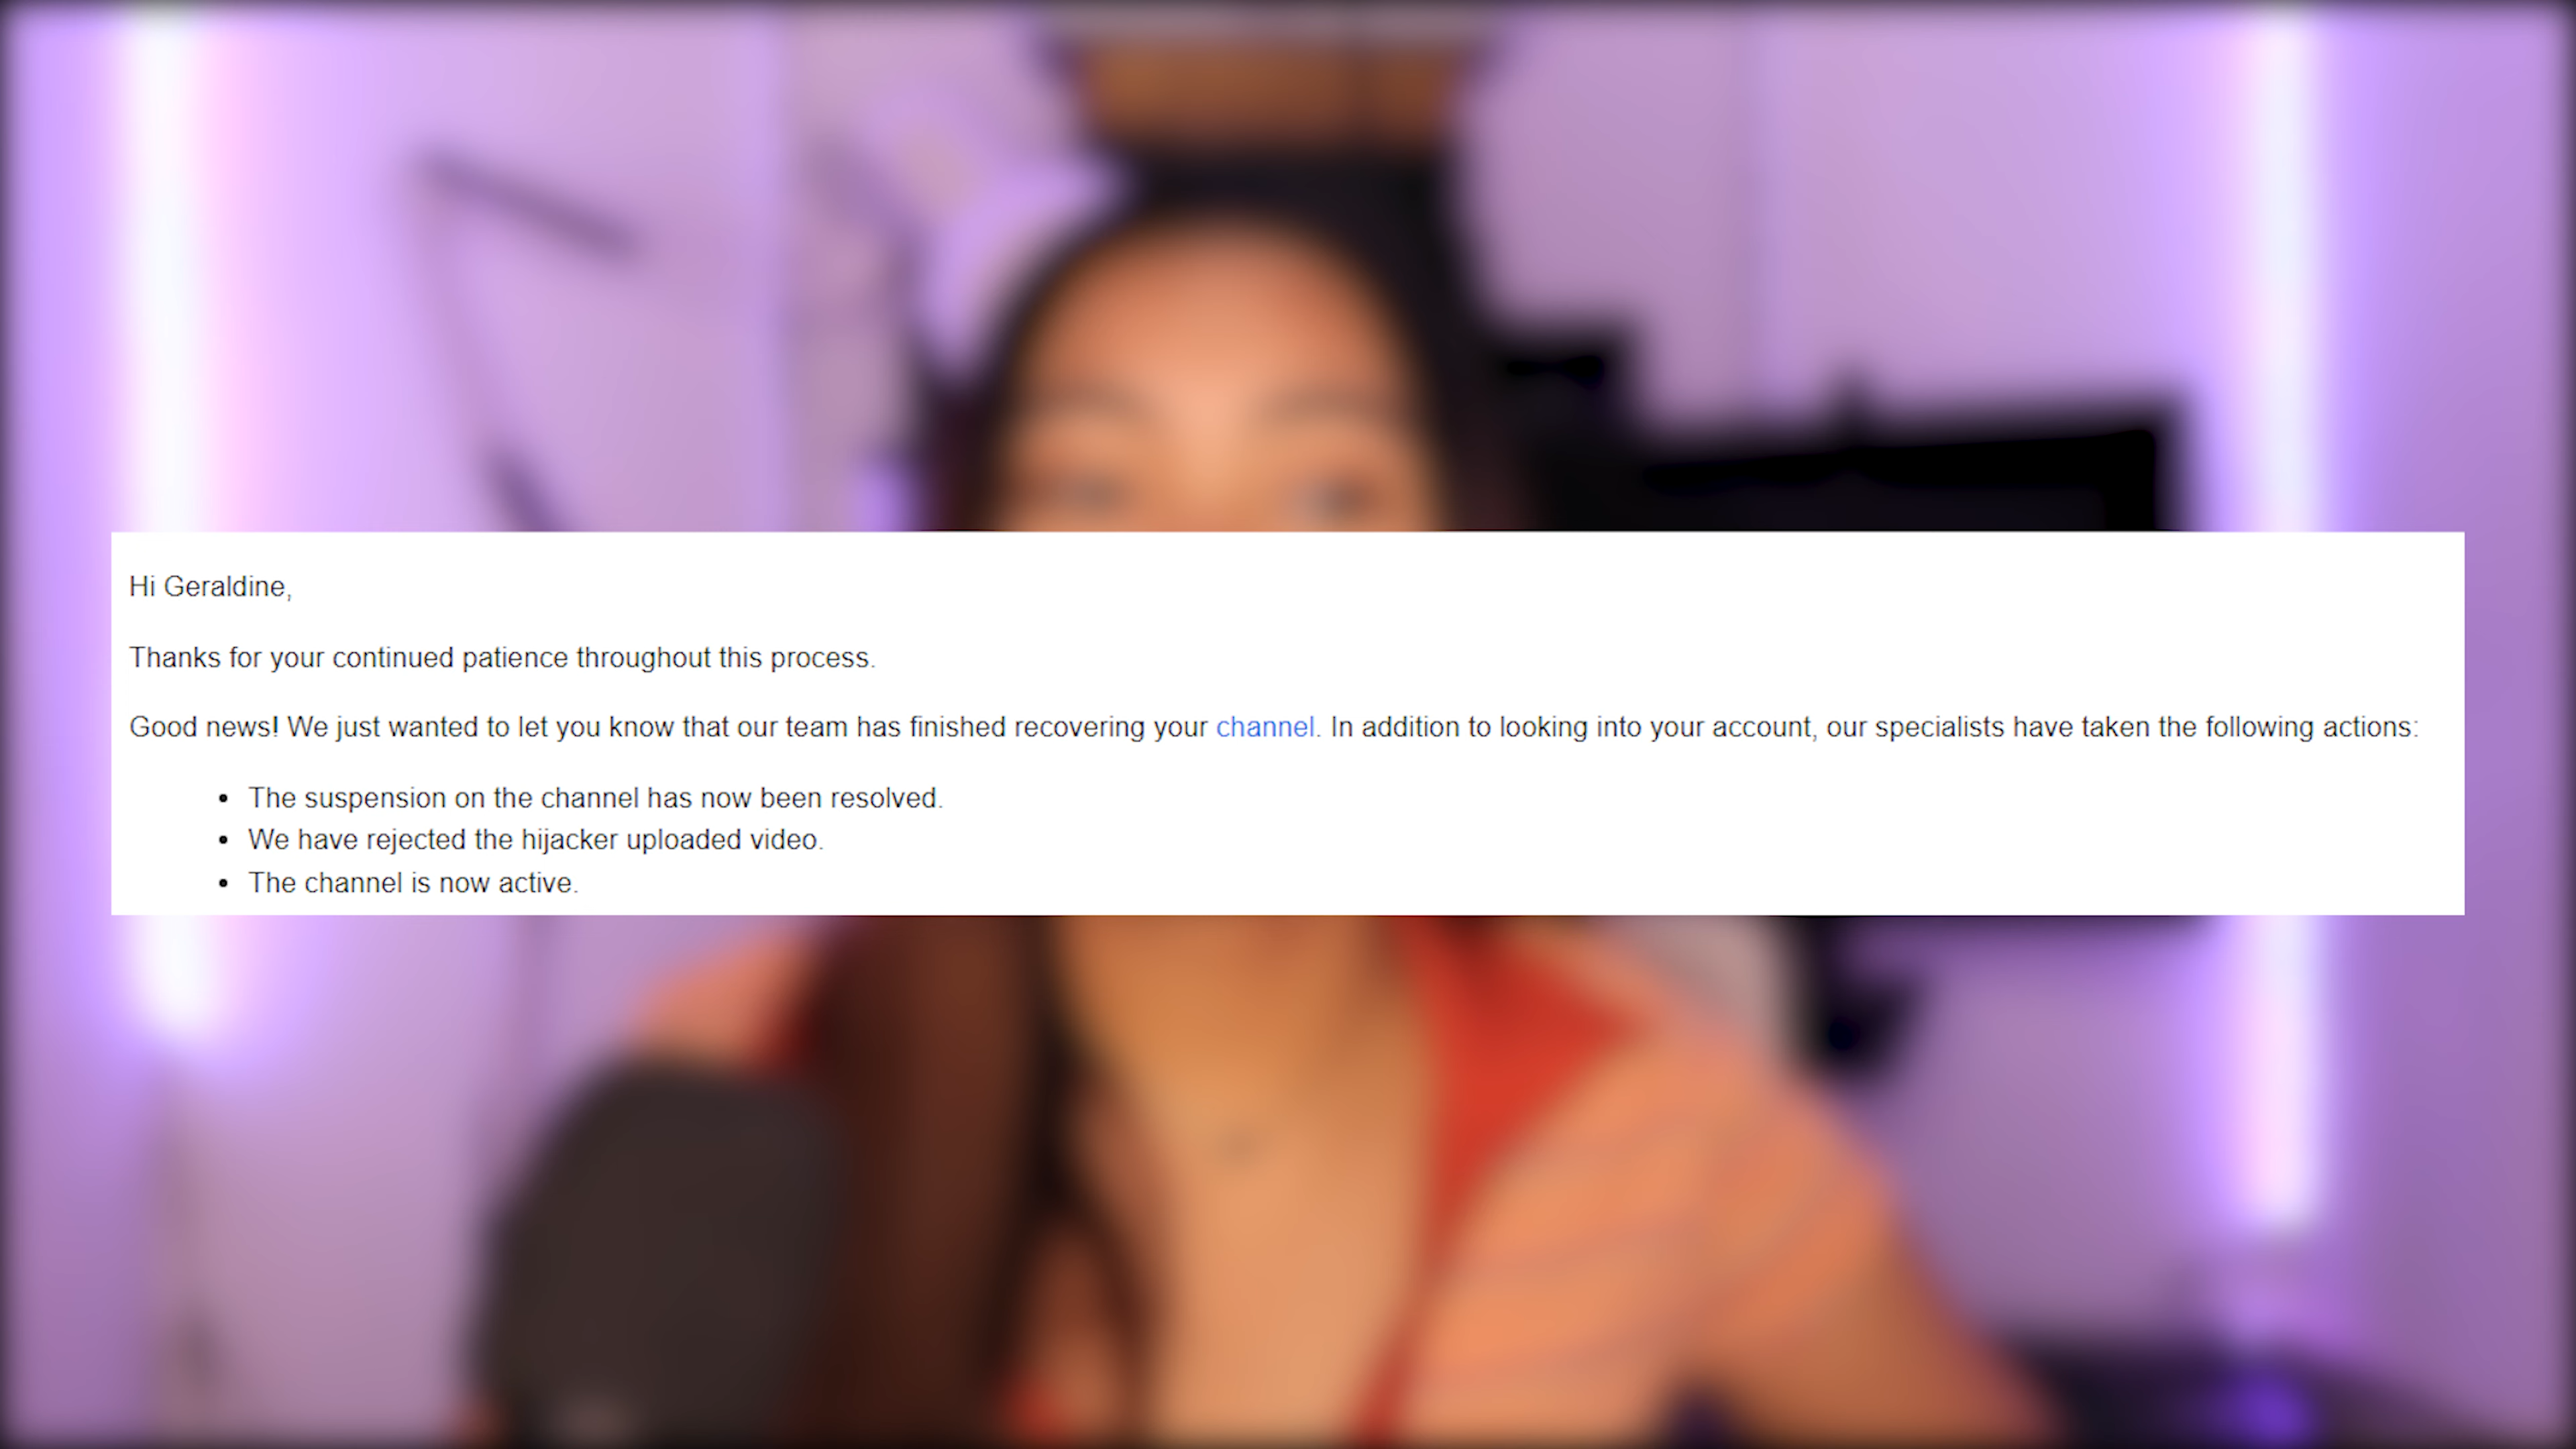 Hi Geraldine,
Thanks for your continued patience throughout this process.
Good news! We just wanted to let you know that our team has finished recovering your channel. In addition to looking into your account, our specialists have taken the following actions:
• The suspension on the channel has now been resolved.
• We have rejected the hijacker uploaded video.
• The channel is now active.